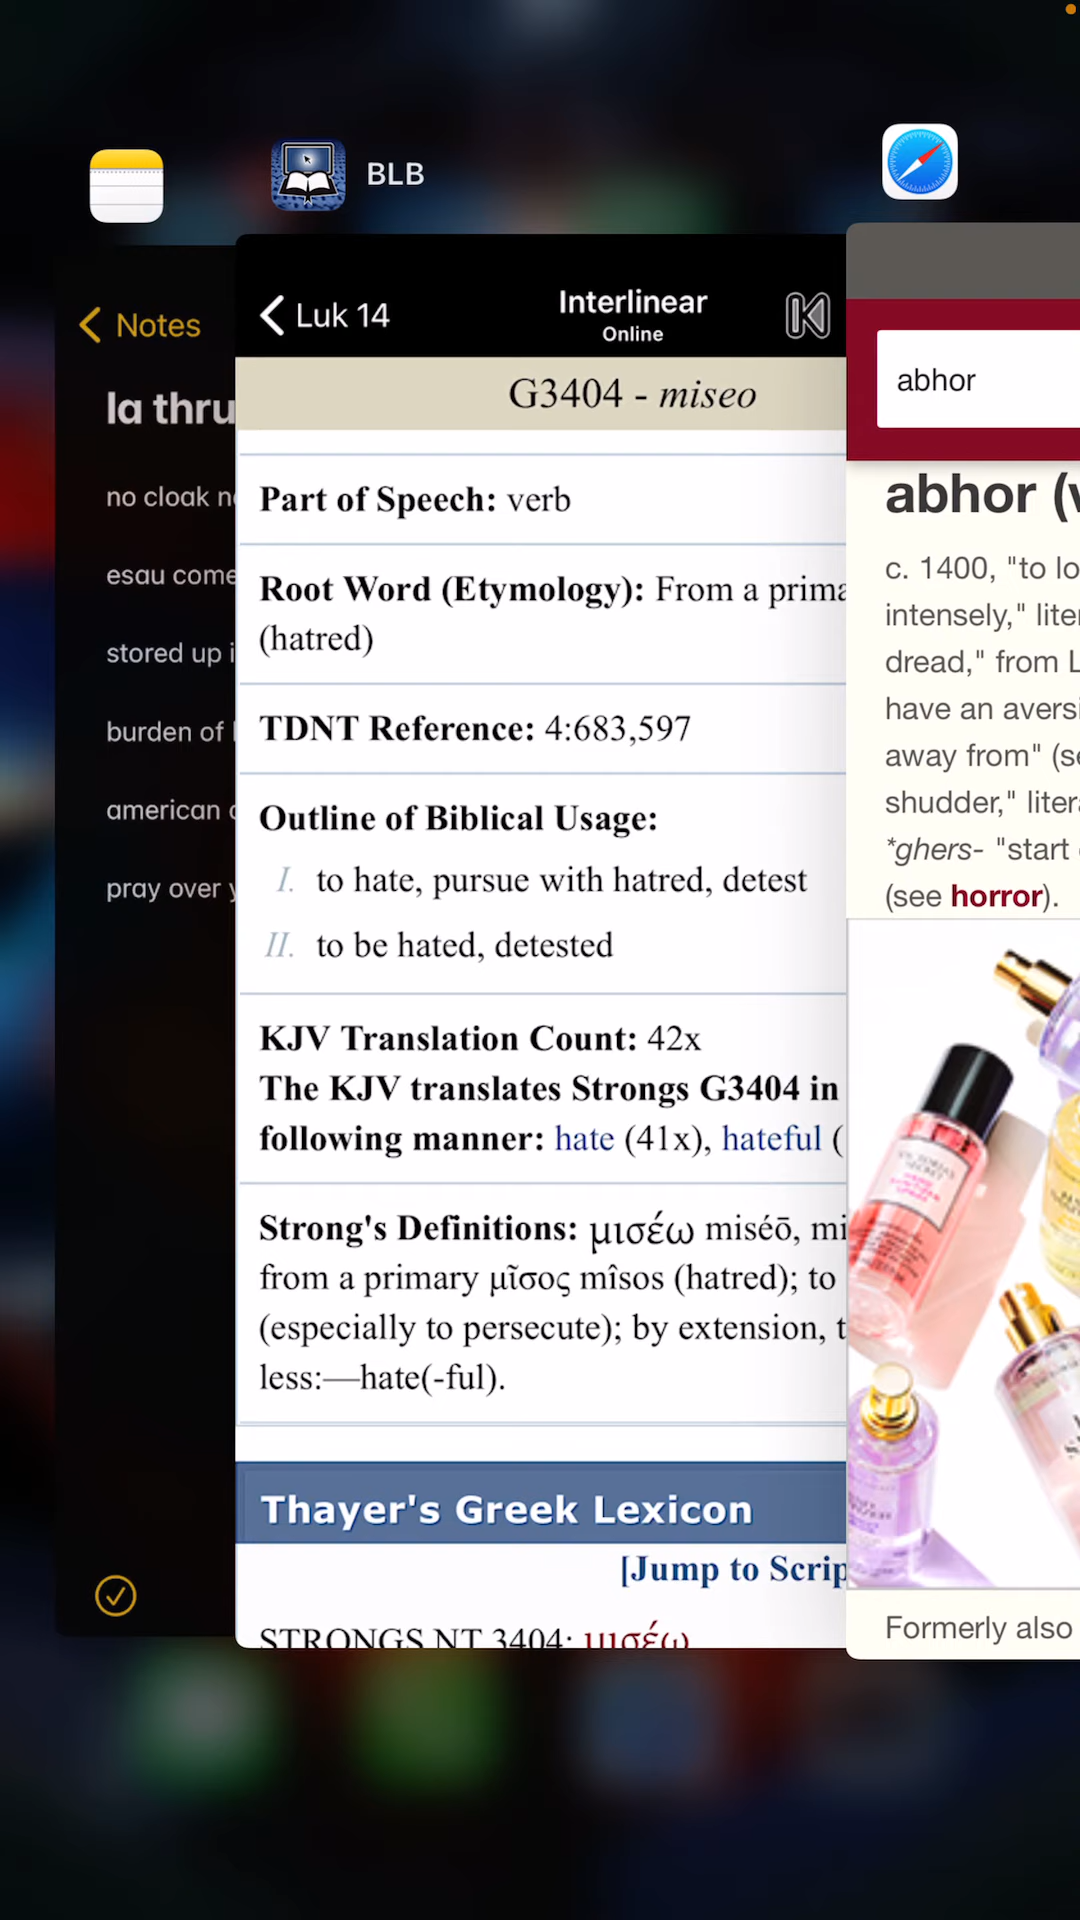 BLB
Notes
la thru
no cloak
esau come
stored up
burden of
american
pray over
Luk 14
Interlinear
Online
G3404 - miseo
Part of Speech: verb
Root Word (Etymology): From a prima
(hatred)
TDNT Reference: 4:683,597
Outline of Biblical Usage:
I. to hate, pursue with hatred, detest
II. to be hated, detested
KJV Translation Count: 42x
The KJV translates Strongs G3404 in
following manner: hate (41x), hateful (
Strong's Definitions: μισέω miséō, mi
from a primary μῖσος mîsos (hatred); to
(especially to persecute); by extension, t
less:—hate(-ful).
Thayer's Greek Lexicon
[Jump to Scrip
STRONGS NT 3404: μισέω
abhor
abhor (v
c. 1400, "to lo
intensely," liter
dread," from L
have an aversi
away from" (se
shudder," litera
*ghers- "start
(see horror).
Formerly also